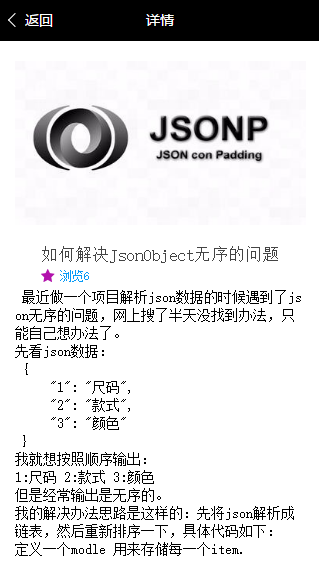 返回
详情
JSONP
JSON con Padding
如何解决JsonObject无序的问题
浏览6
最近做一个项目解析json数据的时候遇到了js
on无序的问题，网上搜了半天没找到办法，只
能自己想办法了。
先看json数据：
{
"1": "尺码",
"2": "款式",
"3": "颜色"
}
我就想按照顺序输出：
1:尺码 2:款式 3:颜色
但是经常输出是无序的。
我的解决办法思路是这样的：先将json解析成
链表，然后重新排序一下，具体代码如下：
定义一个modle 用来存储每一个item.